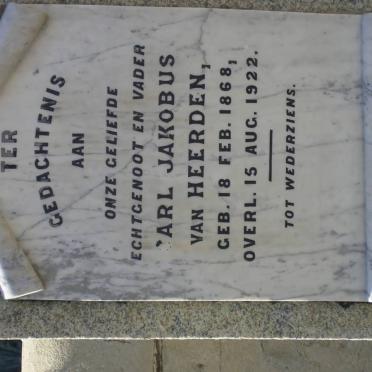 TER
GEDACHTENIS
AAN
ONZE GELIEFDE
ECHTGENOOT EN VADER
'ARL JAKOBUS
VAN HEERDEN,
GEB. 18 FEB. 1868;
OVERL. 15 AUG. 1922.
TOT WEDERZIENS.